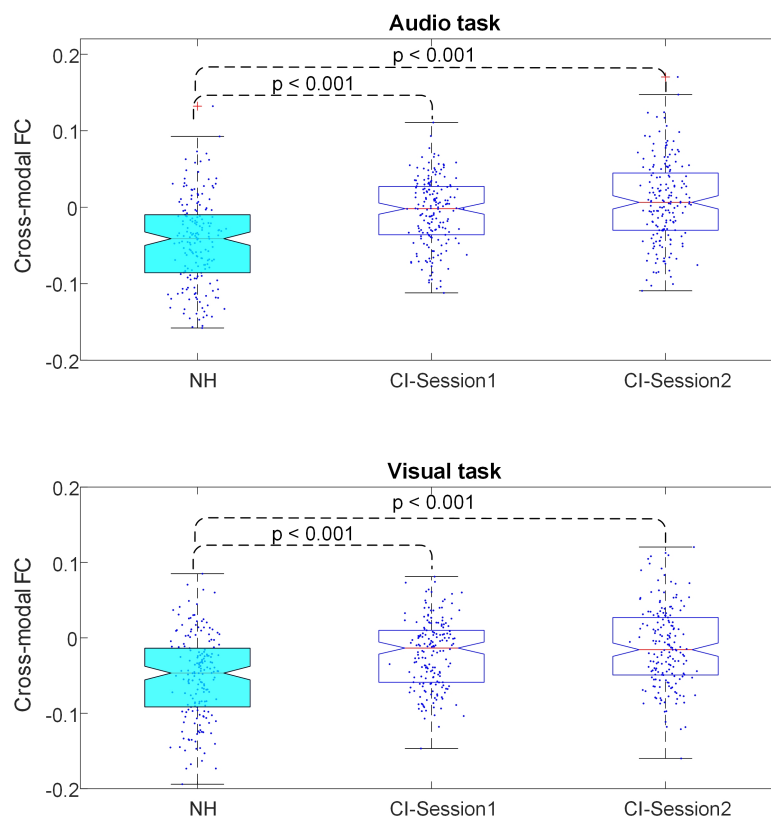 Audio task
0.2
p < 0.001
p < 0.001
0.1
Cross-modal FC
0
-0.1
-0.2
NH CI-Session1 CI-Session2
Visual task
0.2
p < 0.001
p < 0.001
0.1
Cross-modal FC
0
-0.1
-0.2
NH CI-Session1 CI-Session2